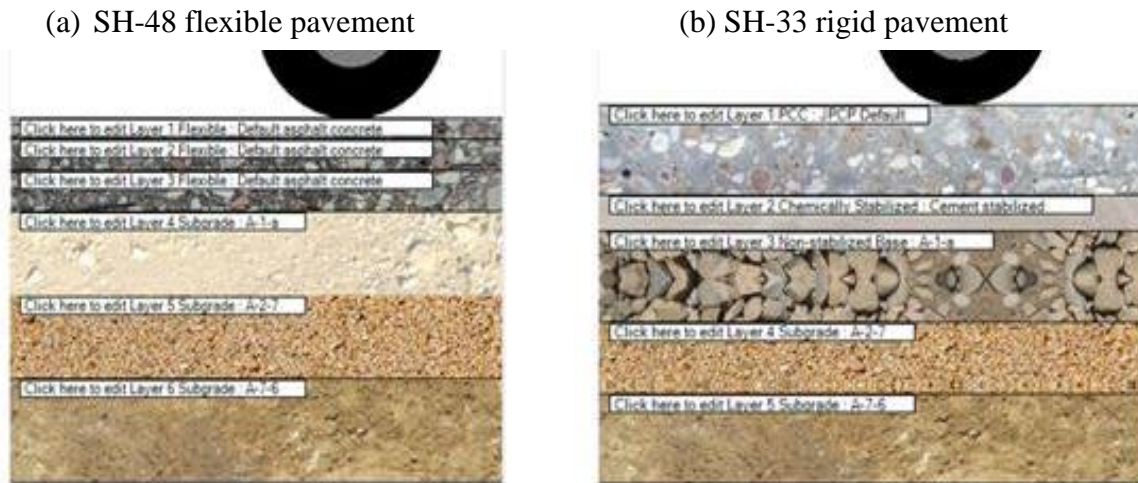 (a) SH-48 flexible pavement
Click here to edit Layer 1 Flexible : Default asphalt concrete
Click here to edit Layer 2 Flexible : Default asphalt concrete
Click here to edit Layer 3 Flexible : Default asphalt concrete
Click here to edit Layer 4 Subgrade : A-1-a
Click here to edit Layer 5 Subgrade : A-2-7
Click here to edit Layer 6 Subgrade : A-7-6
(b) SH-33 rigid pavement
Click here to edit Layer 1 PCC : JPCP Default
Click here to edit Layer 2 Chemically Stabilized : Cement stabilized
Click here to edit Layer 3 Non-stabilized Base : A-1-a
Click here to edit Layer 4 Subgrade : A-2-7
Click here to edit Layer 5 Subgrade : A-7-6